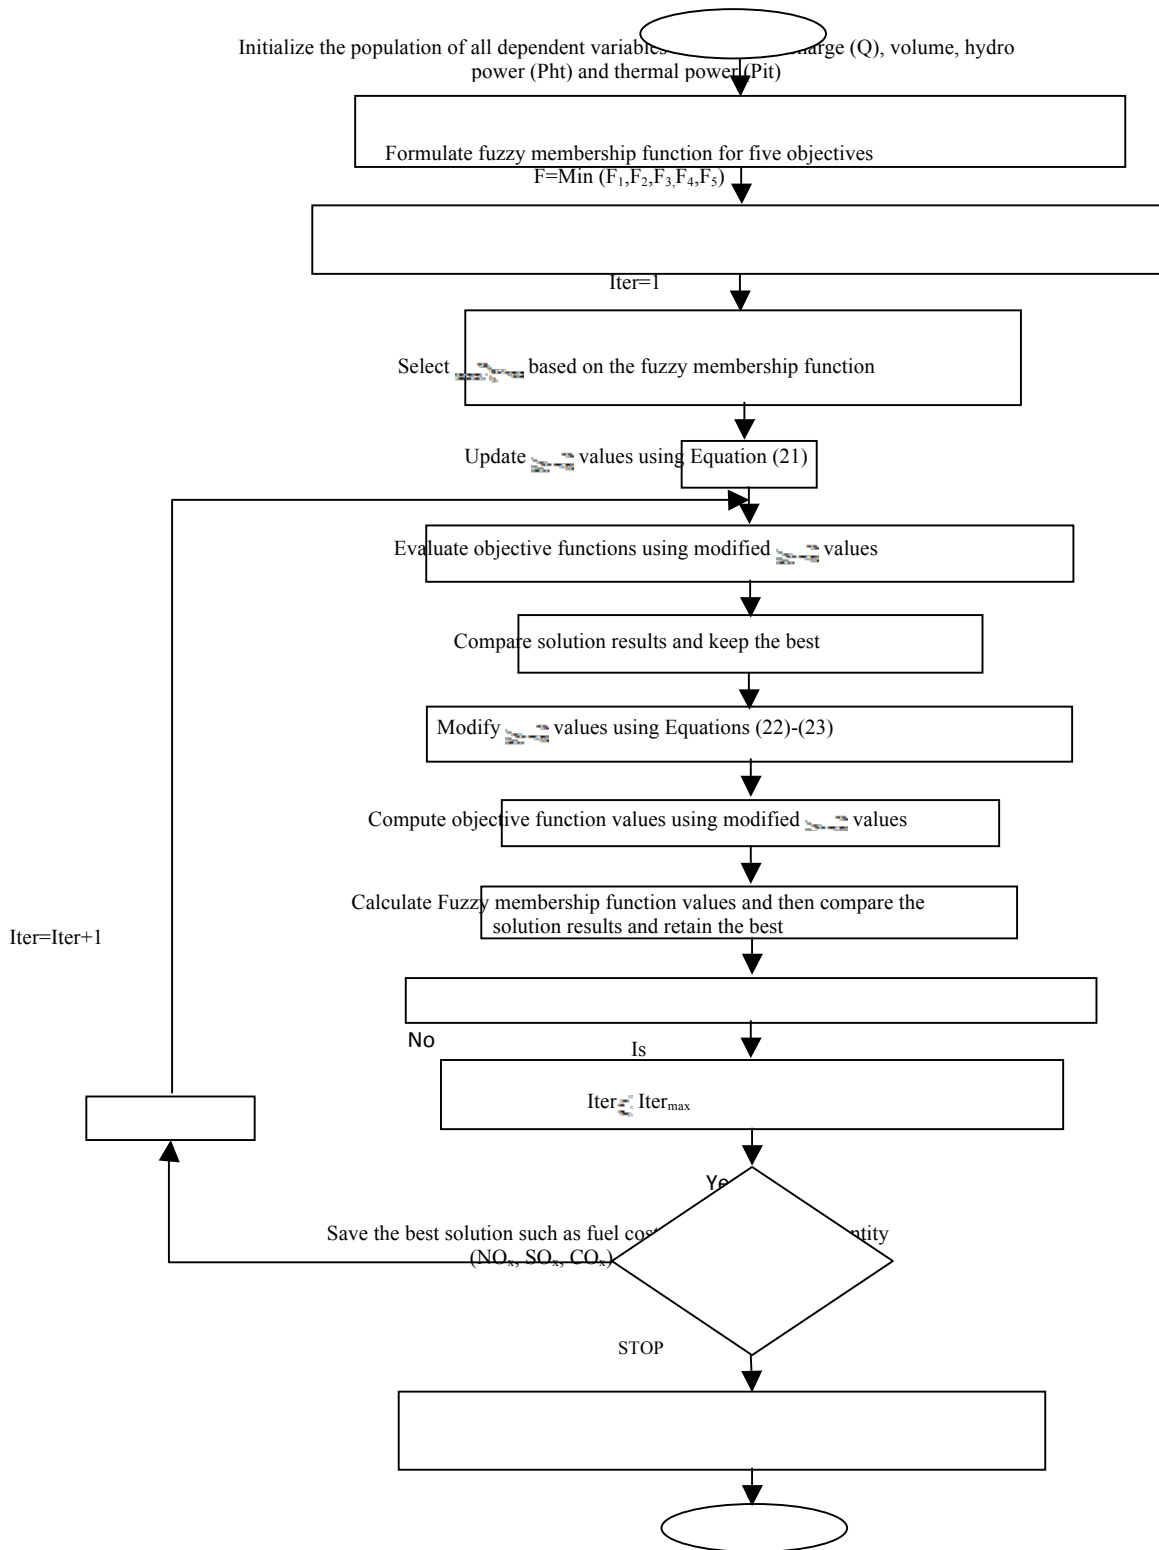 Initialize the population of all dependent variables (Q), volume, hydro
power (Pht) and thermal power (Pit)
Formulate fuzzy membership function for five objectives
F=Min (F₁,F₂,F₃,F₄,F₅)
Iter=1
Select based on the fuzzy membership function
Update values using Equation (21)
Evaluate objective functions using modified values
Compare solution results and keep the best
Modify values using Equations (22)-(23)
Compute objective function values using modified values
Calculate Fuzzy membership function values and then compare the
solution results and retain the best
Iter=Iter+1
No
Is
Iter Iterₘₐₓ
Save the best solution such as fuel
(NOₓ, SOₓ, COₓ)
STOP